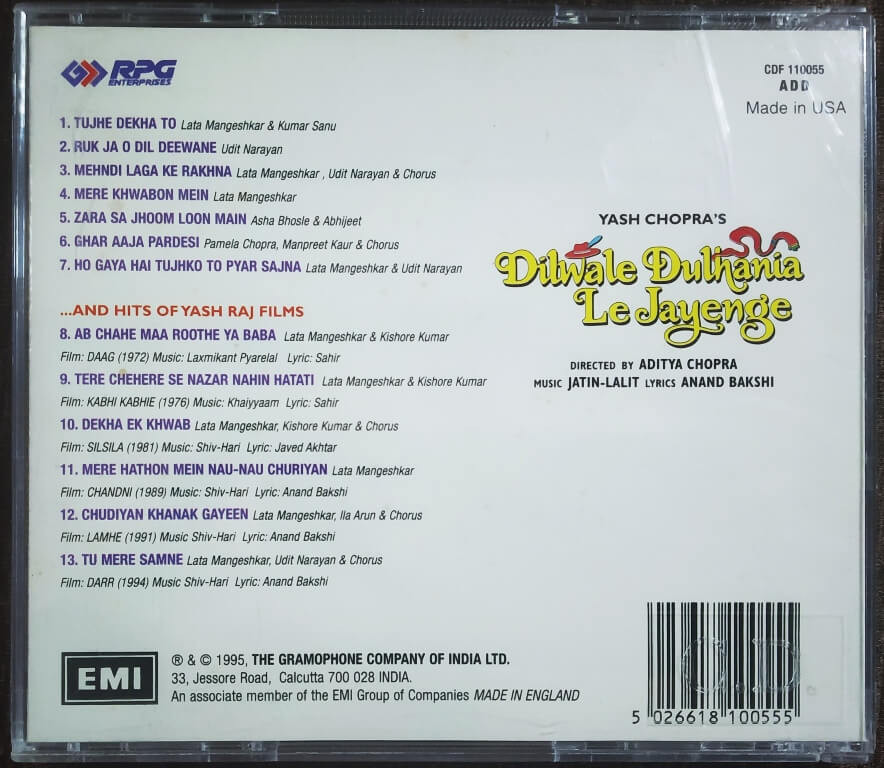 RPG
ENTERPRISES
CDF 110055
ADD
Made in USA
1. TUJHE DEKHA TO Lata Mangeshkar & Kumar Sanu
2. RUK JA O DIL DEEWANE Udit Narayan
3. MEHNDI LAGA KE RAKHNA Lata Mangeshkar , Udit Narayan & Chorus
4. MERE KHWABON MEIN Lata Mangeshkar
5. ZARA SA JHOOM LOON MAIN Asha Bhosle & Abhijeet
6. GHAR AAJA PARDESI Pamela Chopra, Manpreet Kaur & Chorus
7. HO GAYA HAI TUJHKO TO PYAR SAJNA Lata Mangeshkar & Udit Narayan
...AND HITS OF YASH RAJ FILMS
8. AB CHAHE MAA ROOTHE YA BABA Lata Mangeshkar & Kishore Kumar
Film: DAAG (1972) Music: Laxmikant Pyarelal Lyric: Sahir
9. TERE CHEHERE SE NAZAR NAHIN HATATI Lata Mangeshkar & Kishore Kumar
Film: KABHI KABHIE (1976) Music: Khaiyyaam Lyric: Sahir
10. DEKHA EK KHWAB Lata Mangeshkar, Kishore Kumar & Chorus
Film: SILSILA (1981) Music: Shiv-Hari Lyric: Javed Akhtar
11. MERE HATHON MEIN NAU-NAU CHURIYAN Lata Mangeshkar
Film: CHANDNI (1989) Music: Shiv-Hari Lyric: Anand Bakshi
12. CHUDIYAN KHANAK GAYEEN Lata Mangeshkar, Ila Arun & Chorus
Film: LAMHE (1991) Music Shiv-Hari Lyric: Anand Bakshi
13. TU MERE SAMNE Lata Mangeshkar, Udit Narayan & Chorus
Film: DARR (1994) Music Shiv-Hari Lyric: Anand Bakshi
YASH CHOPRA'S
Dilwale Dulhania
Le Jayenge
DIRECTED BY ADITYA CHOPRA
MUSIC JATIN-LALIT LYRICS ANAND BAKSHI
EMI
℗ & © 1995, THE GRAMOPHONE COMPANY OF INDIA LTD.
33, Jessore Road, Calcutta 700 028 INDIA.
An associate member of the EMI Group of Companies MADE IN ENGLAND
5 026618 100555